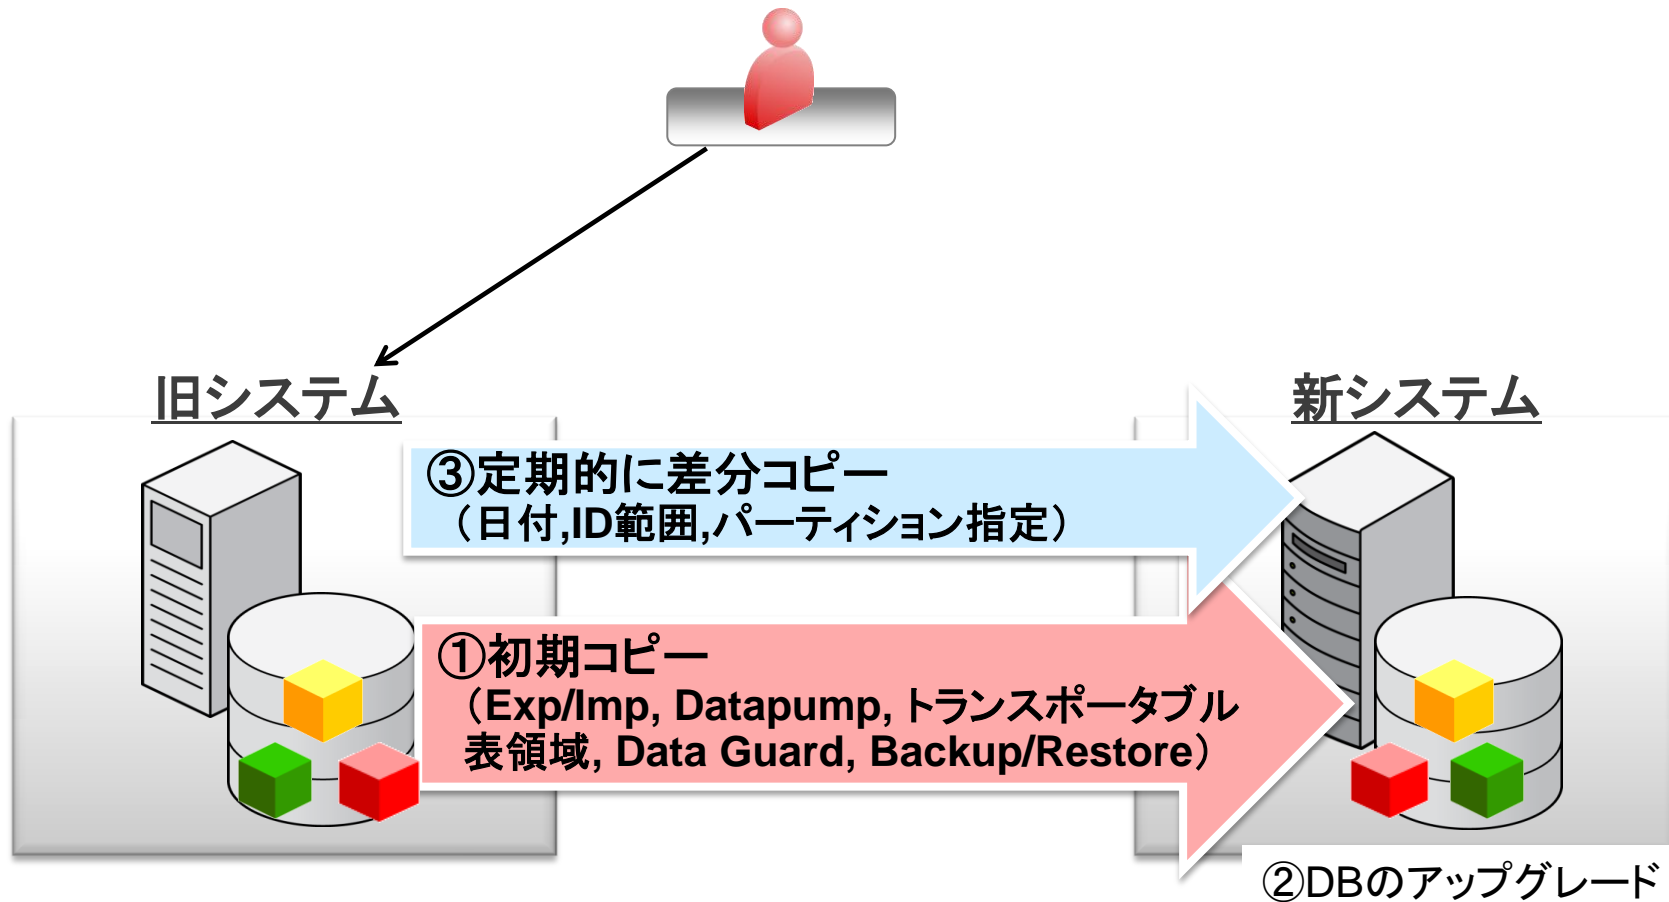 旧システム
新システム
③定期的に差分コピー
（日付,ID範囲,パーティション指定）
①初期コピー
（Exp/Imp, Datapump, トランスポータブル
表領域, Data Guard, Backup/Restore）
②DBのアップグレード